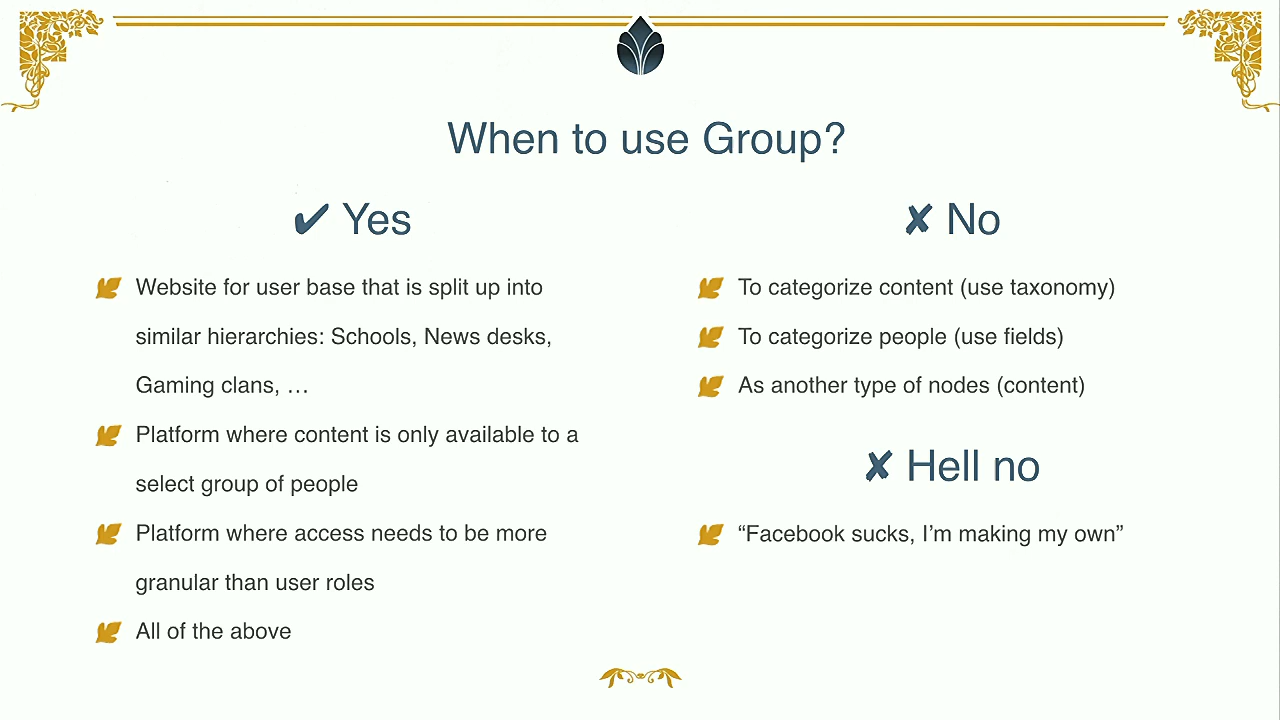 When to use Group?
✔ Yes
Website for user base that is split up into
similar hierarchies: Schools, News desks,
Gaming clans, …
Platform where content is only available to a
select group of people
Platform where access needs to be more
granular than user roles
All of the above
✘ No
To categorize content (use taxonomy)
To categorize people (use fields)
As another type of nodes (content)
✘ Hell no
“Facebook sucks, I’m making my own”